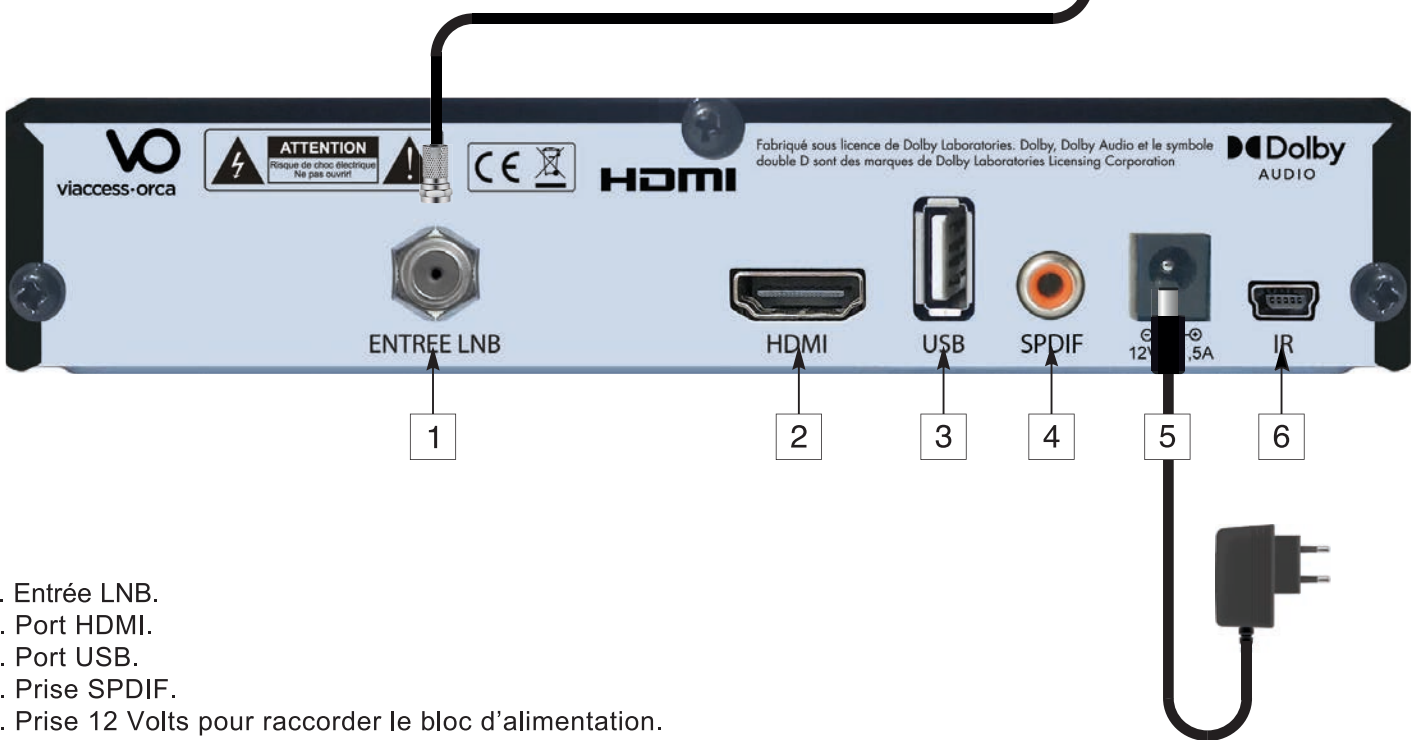 VO
viaccess·orca
ATTENTION
Risque de choc électrique
Ne pas ouvrir!
CE
HDMI
Fabriqué sous licence de Dolby Laboratories. Dolby, Dolby Audio et le symbole
double D sont des marques de Dolby Laboratories Licensing Corporation
Dolby
AUDIO
ENTREE LNB
HDMI
USB
SPDIF
12V ,5A
IR
1
2
3
4
5
6
. Entrée LNB.
. Port HDMI.
. Port USB.
. Prise SPDIF.
. Prise 12 Volts pour raccorder le bloc d’alimentation.